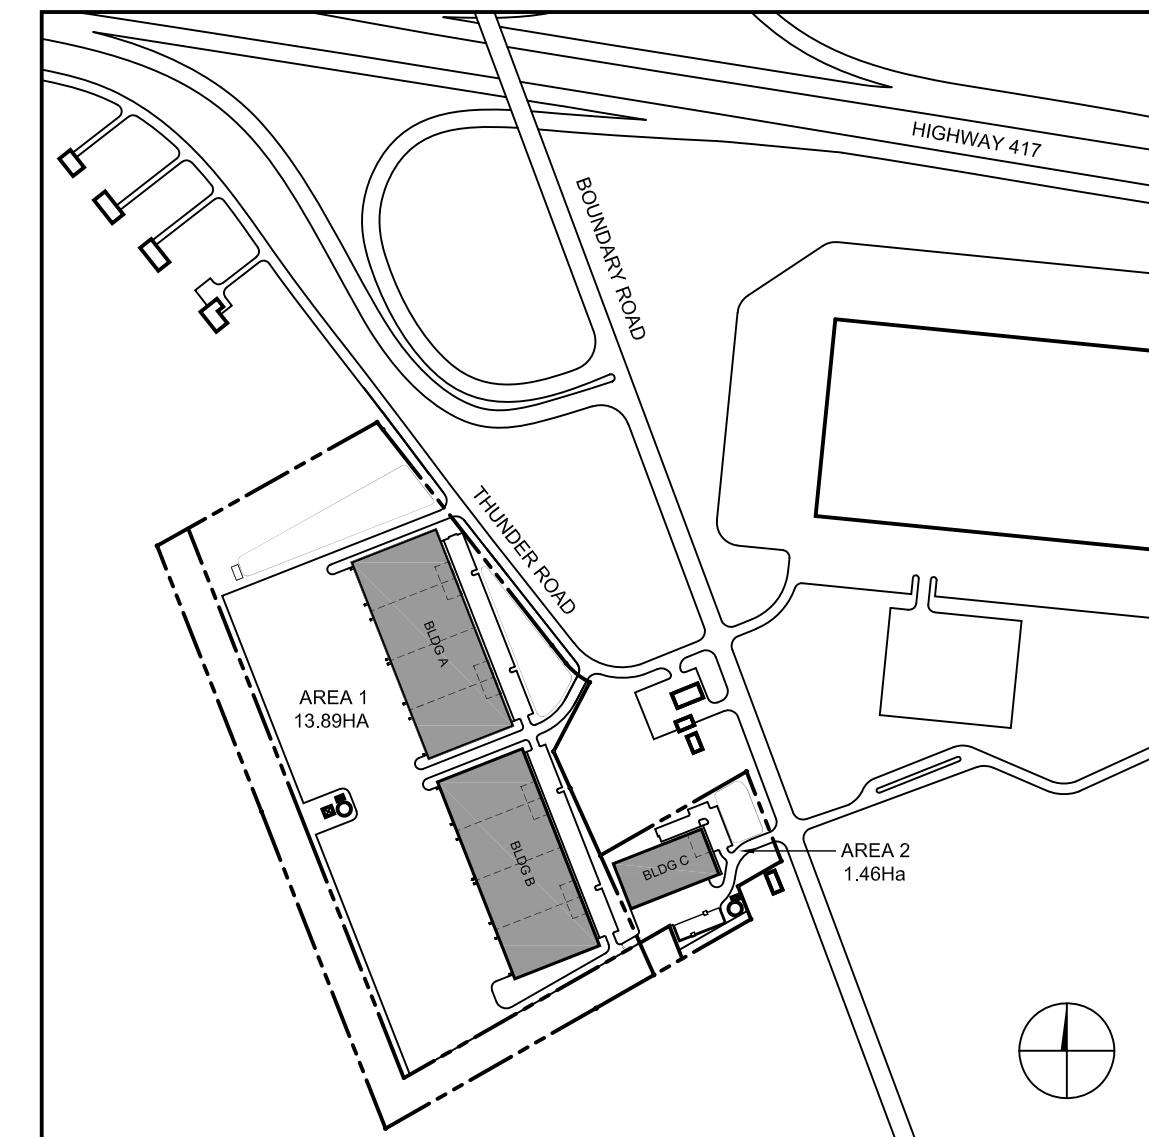 HIGHWAY 417
BOUNDARY ROAD
THUNDER ROAD
BLDG A
AREA 1
13.89HA
BLDG B
BLDG C
AREA 2
1.46Ha